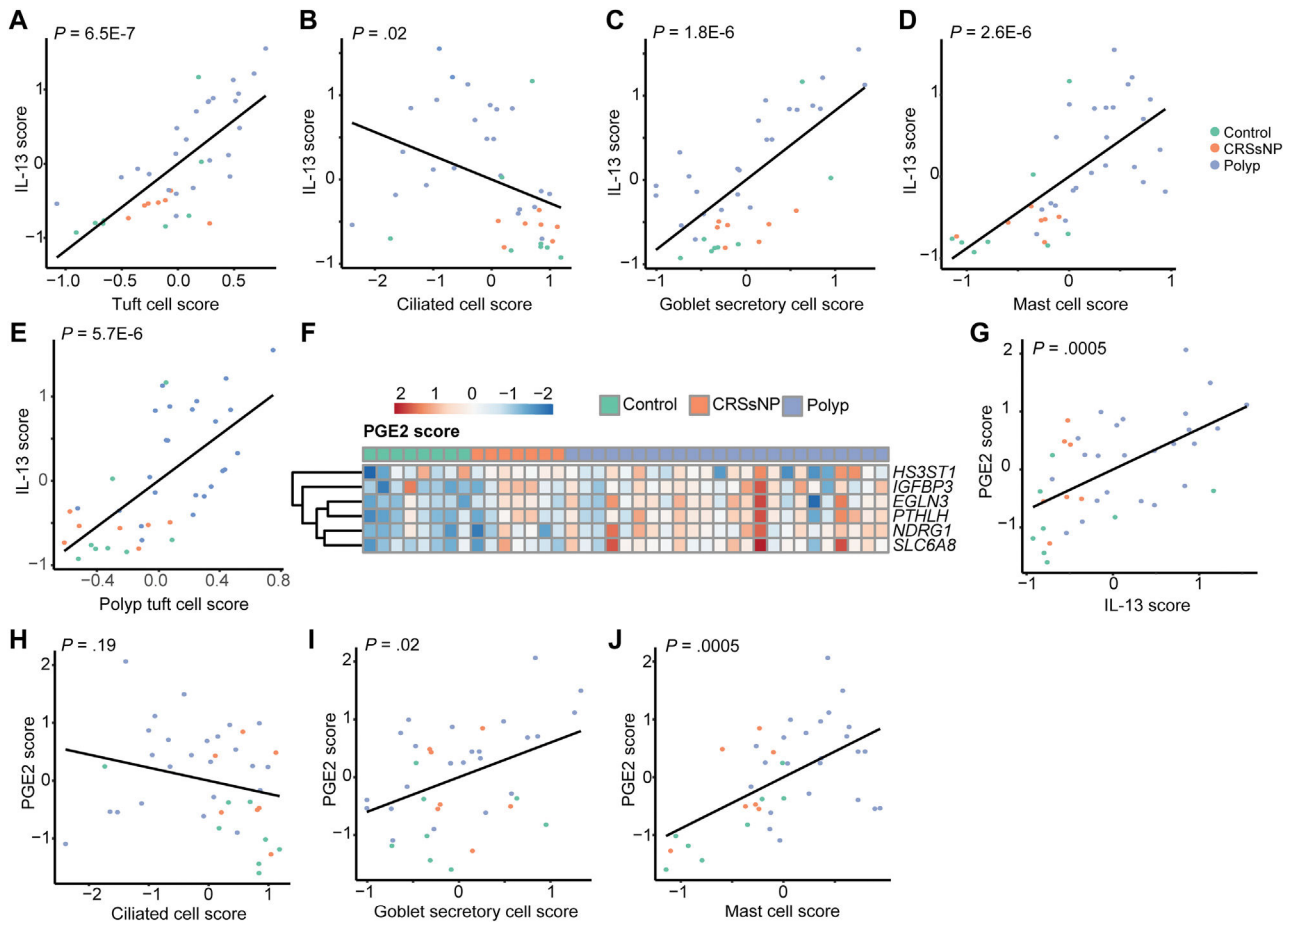 A
P = 6.5E-7
IL-13 score
1
0
−1
−1.0 −0.5 0.0 0.5
Tuft cell score
B
P = .02
IL-13 score
1
0
−1
−2 −1 0 1
Ciliated cell score
C
P = 1.8E-6
IL-13 score
1
0
−1
−1 0 1
Goblet secretory cell score
D
P = 2.6E-6
IL-13 score
1
0
−1
−1 0 1
Mast cell score
Control
CRSsNP
Polyp
E
P = 5.7E-6
IL-13 score
1
0
−1
−0.4 0.0 0.4 0.8
Polyp tuft cell score
F
2 1 0 −1 −2
Control CRSsNP Polyp
PGE2 score
HS3ST1
IGFBP3
EGLN3
PTHLH
NDRG1
SLC6A8
G
P = .0005
PGE2 score
2
1
0
−1
−1 0 1
IL-13 score
H
P = .19
PGE2 score
2
1
0
−1
−2 −1 0 1
Ciliated cell score
I
P = .02
PGE2 score
2
1
0
−1
−1 0 1
Goblet secretory cell score
J
P = .0005
PGE2 score
2
1
0
−1
−1 0
Mast cell score